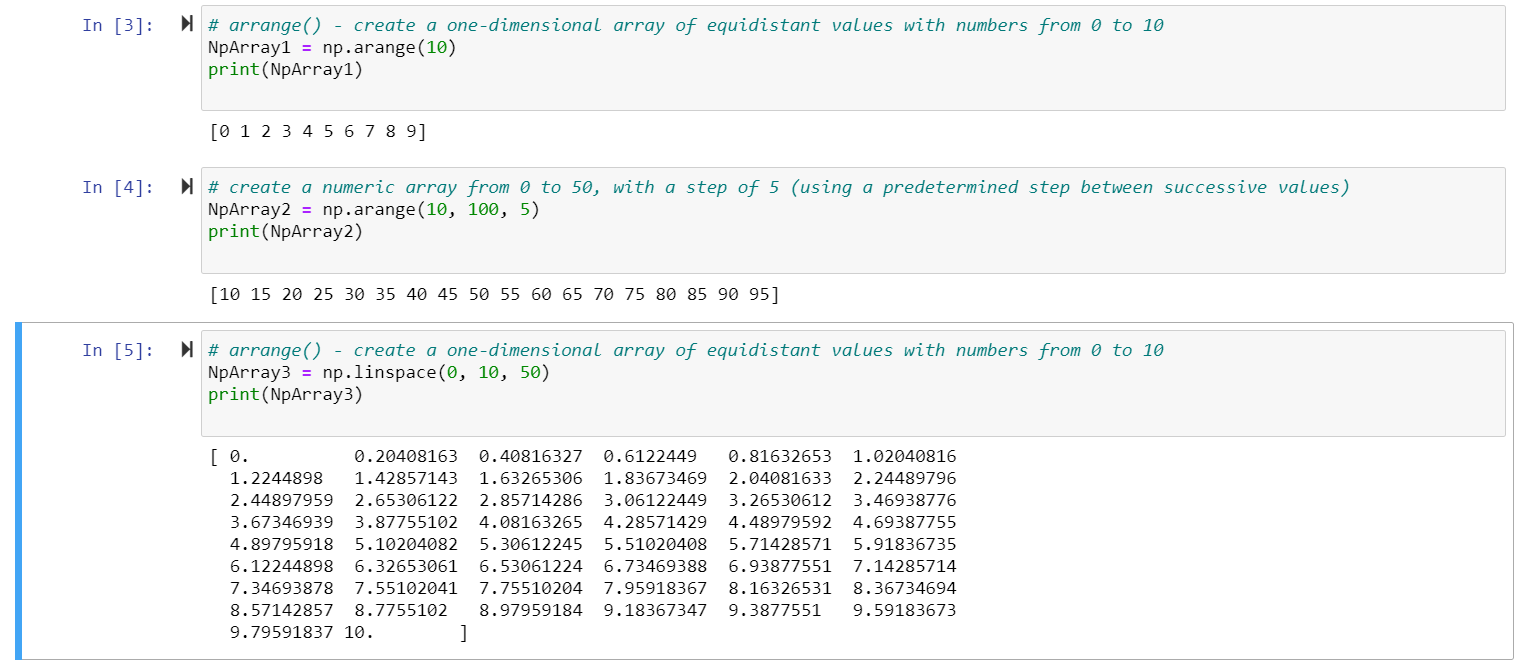 In [3]: # arrange() - create a one-dimensional array of equidistant values with numbers from 0 to 10
NpArray1 = np.arange(10)
print(NpArray1)
[0 1 2 3 4 5 6 7 8 9]
In [4]: # create a numeric array from 0 to 50, with a step of 5 (using a predetermined step between successive values)
NpArray2 = np.arange(10, 100, 5)
print(NpArray2)
[10 15 20 25 30 35 40 45 50 55 60 65 70 75 80 85 90 95]
In [5]: # arrange() - create a one-dimensional array of equidistant values with numbers from 0 to 10
NpArray3 = np.linspace(0, 10, 50)
print(NpArray3)
[ 0.          0.20408163  0.40816327  0.6122449   0.81632653  1.02040816
  1.2244898   1.42857143  1.63265306  1.83673469  2.04081633  2.24489796
  2.44897959  2.65306122  2.85714286  3.06122449  3.26530612  3.46938776
  3.67346939  3.87755102  4.08163265  4.28571429  4.48979592  4.69387755
  4.89795918  5.10204082  5.30612245  5.51020408  5.71428571  5.91836735
  6.12244898  6.32653061  6.53061224  6.73469388  6.93877551  7.14285714
  7.34693878  7.55102041  7.75510204  7.95918367  8.16326531  8.36734694
  8.57142857  8.7755102   8.97959184  9.18367347  9.3877551   9.59183673
  9.79591837 10.        ]